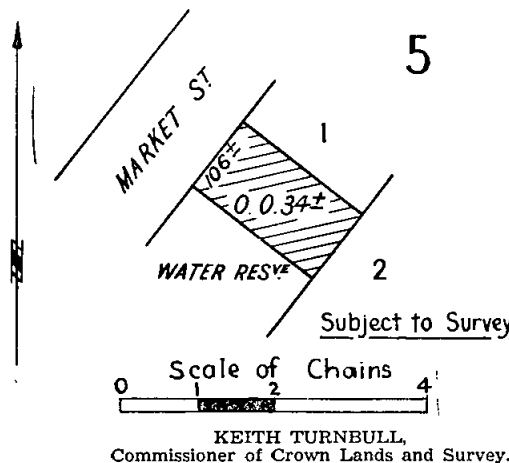 5
MARKET ST
1
106±
0.0.34±
WATER RESVE
2
Subject to Survey
Scale of Chains
0 1 2 4
KEITH TURNBULL,
Commissioner of Crown Lands and Survey.